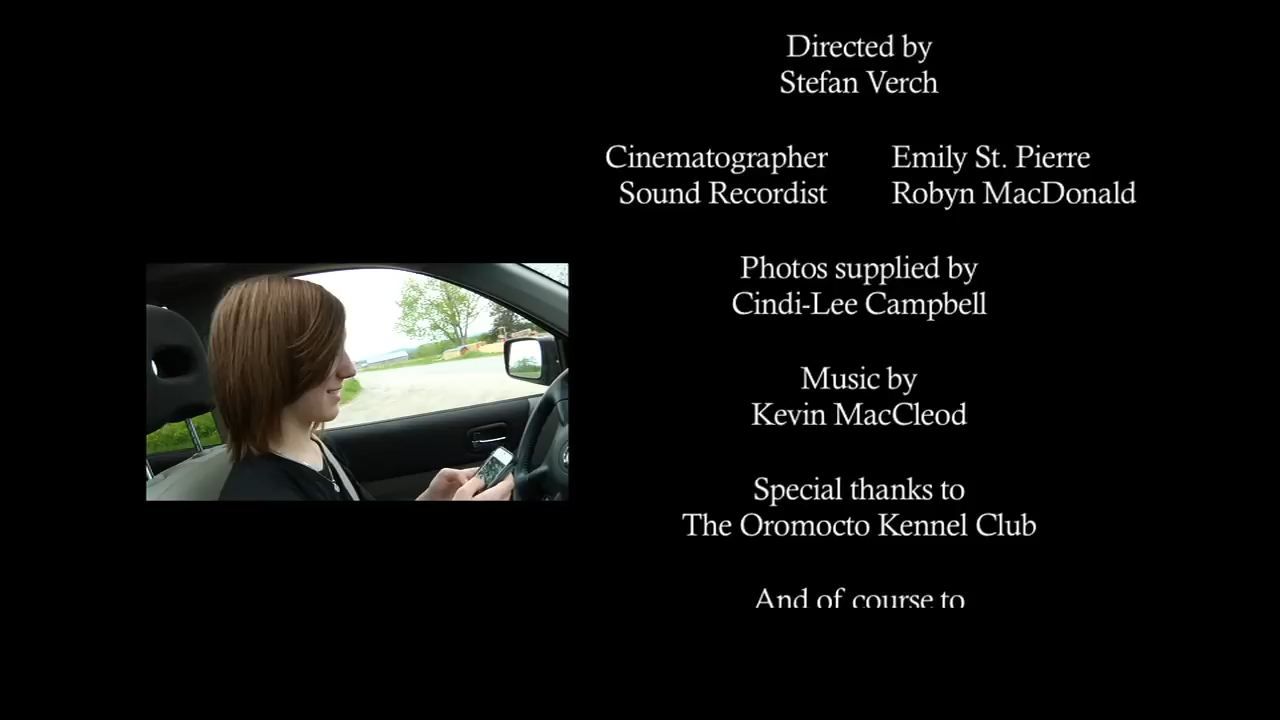 Directed by
Stefan Verch
Cinematographer Emily St. Pierre
Sound Recordist Robyn MacDonald
Photos supplied by
Cindi-Lee Campbell
Music by
Kevin MacCleod
Special thanks to
The Oromocto Kennel Club
And of course to